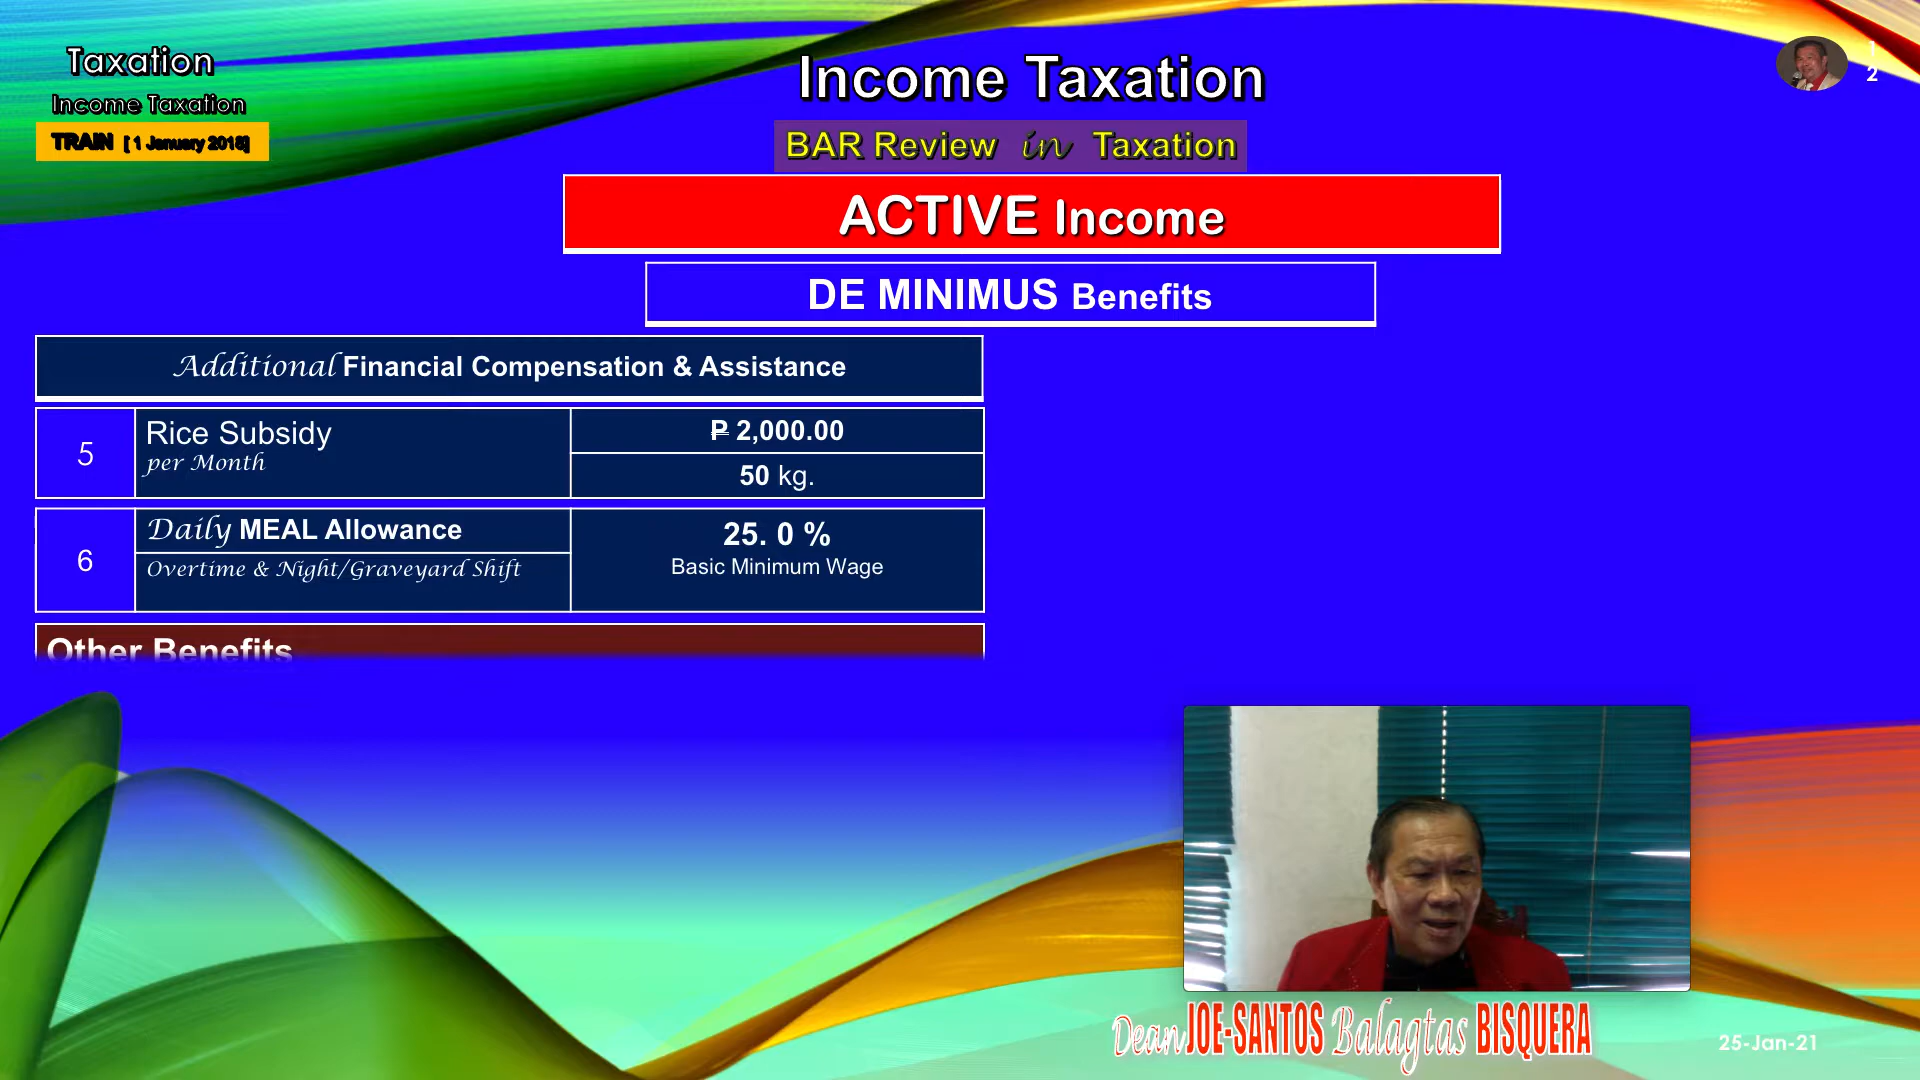 Taxation
Income Taxation
TRAIN [ 1 January 2018]
Income Taxation
BAR Review in Taxation
12
ACTIVE Income
DE MINIMUS Benefits
Additional Financial Compensation & Assistance
5
Rice Subsidy
per Month
₱ 2,000.00
50 kg.
6
Daily MEAL Allowance
Overtime & Night/Graveyard Shift
25. 0 %
Basic Minimum Wage
Other Benefits
Dean JOE-SANTOS Balagtas BISQUERA
25-Jan-21